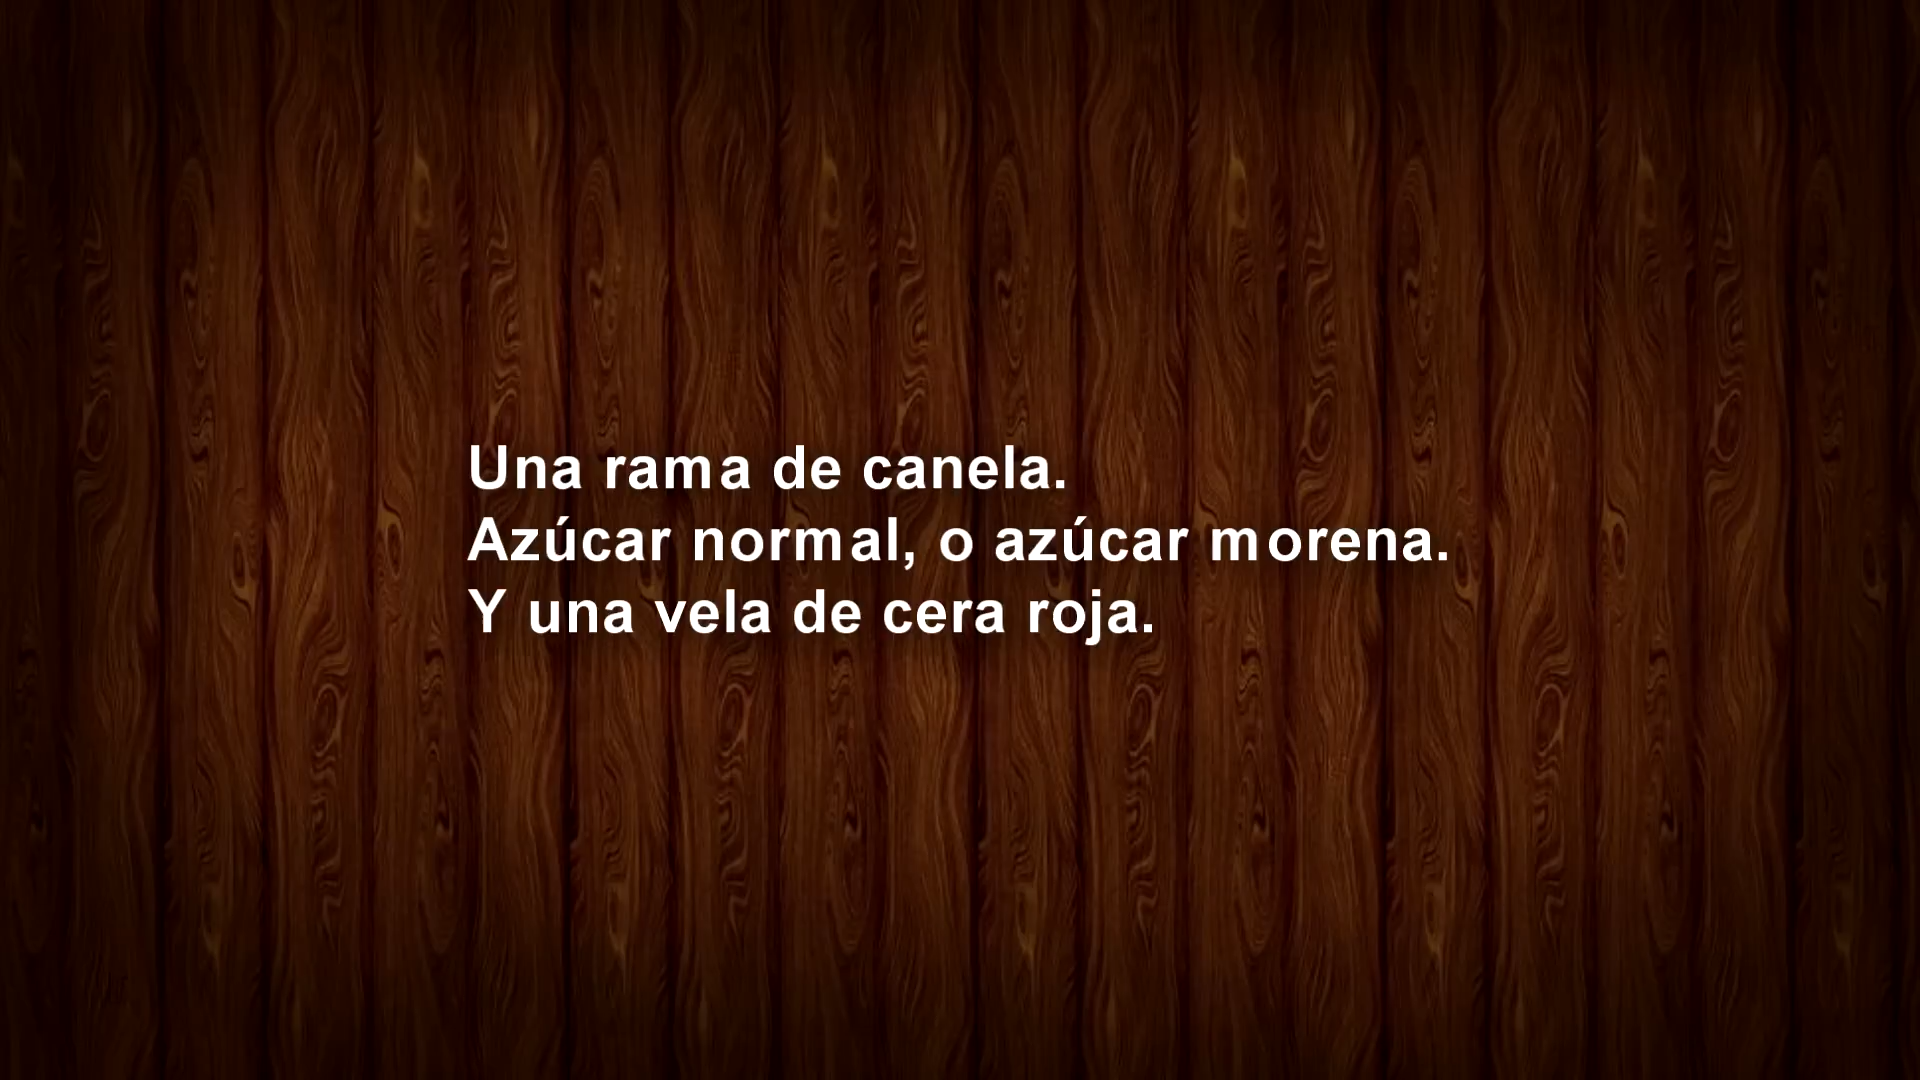 Una rama de canela.
Azúcar normal, o azúcar morena.
Y una vela de cera roja.